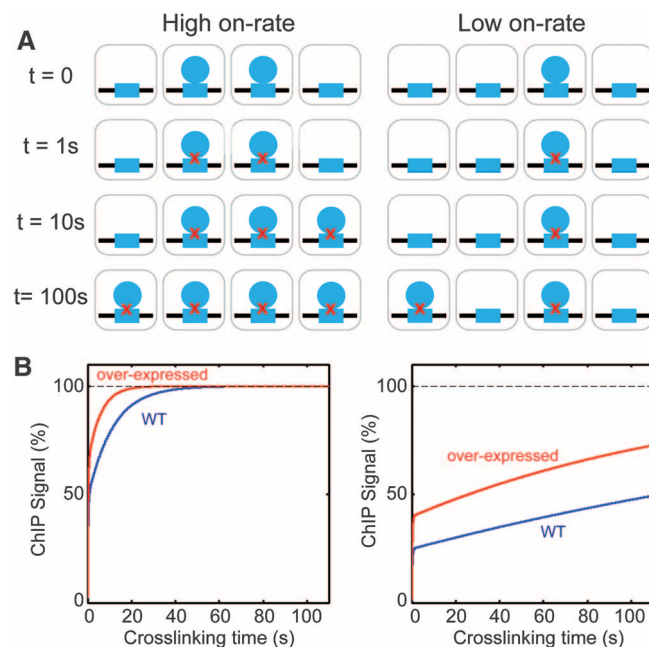 A
High on-rate
Low on-rate
t = 0
t = 1s
t = 10s
t= 100s
B
over-expressed
WT
100
50
0
ChIP Signal (%)
0 20 40 60 80 100
Crosslinking time (s)
over-expressed
WT
100
50
0
ChIP Signal (%)
0 20 40 60 80 100
Crosslinking time (s)